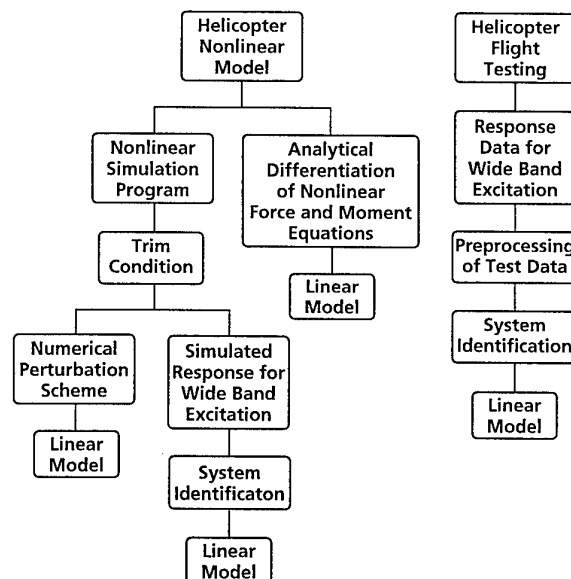 Helicopter
Nonlinear
Model
Nonlinear
Simulation
Program
Analytical
Differentiation
of Nonlinear
Force and Moment
Equations
Trim
Condition
Linear
Model
Numerical
Perturbation
Scheme
Simulated
Response for
Wide Band
Excitation
Linear
Model
System
Identificaton
Linear
Model
Helicopter
Flight
Testing
Response
Data for
Wide Band
Excitation
Preprocessing
of Test Data
System
Identification
Linear
Model